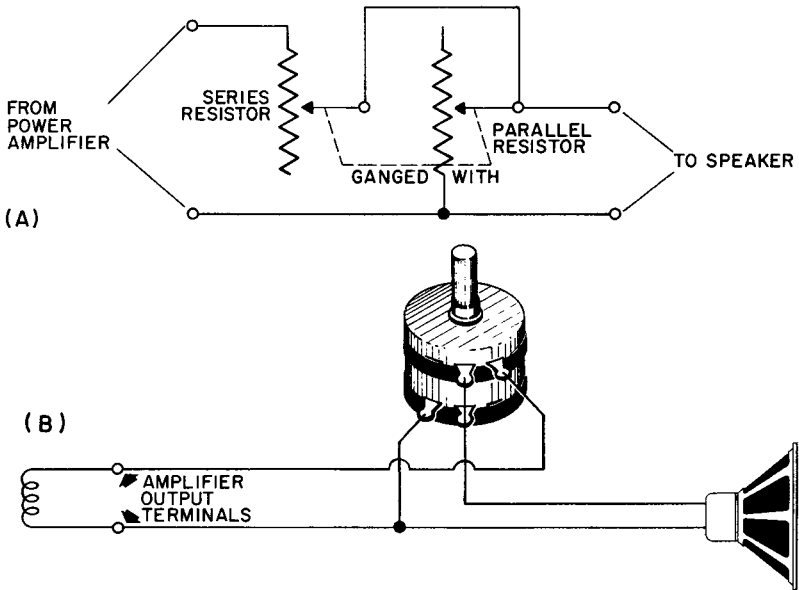 FROM
POWER
AMPLIFIER
SERIES
RESISTOR
PARALLEL
RESISTOR
GANGED WITH
TO SPEAKER
(A)
(B)
AMPLIFIER
OUTPUT
TERMINALS